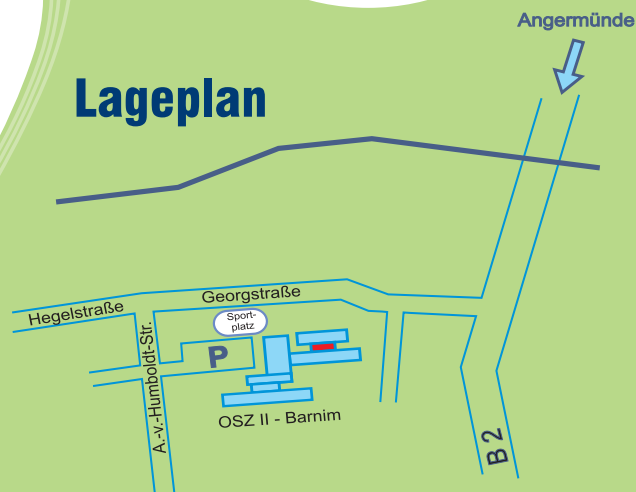 Angermünde
Lageplan
Georgstraße
Hegelstraße
Sport-
platz
A.-v.-Humboldt-Str.
P
OSZ II - Barnim
B 2